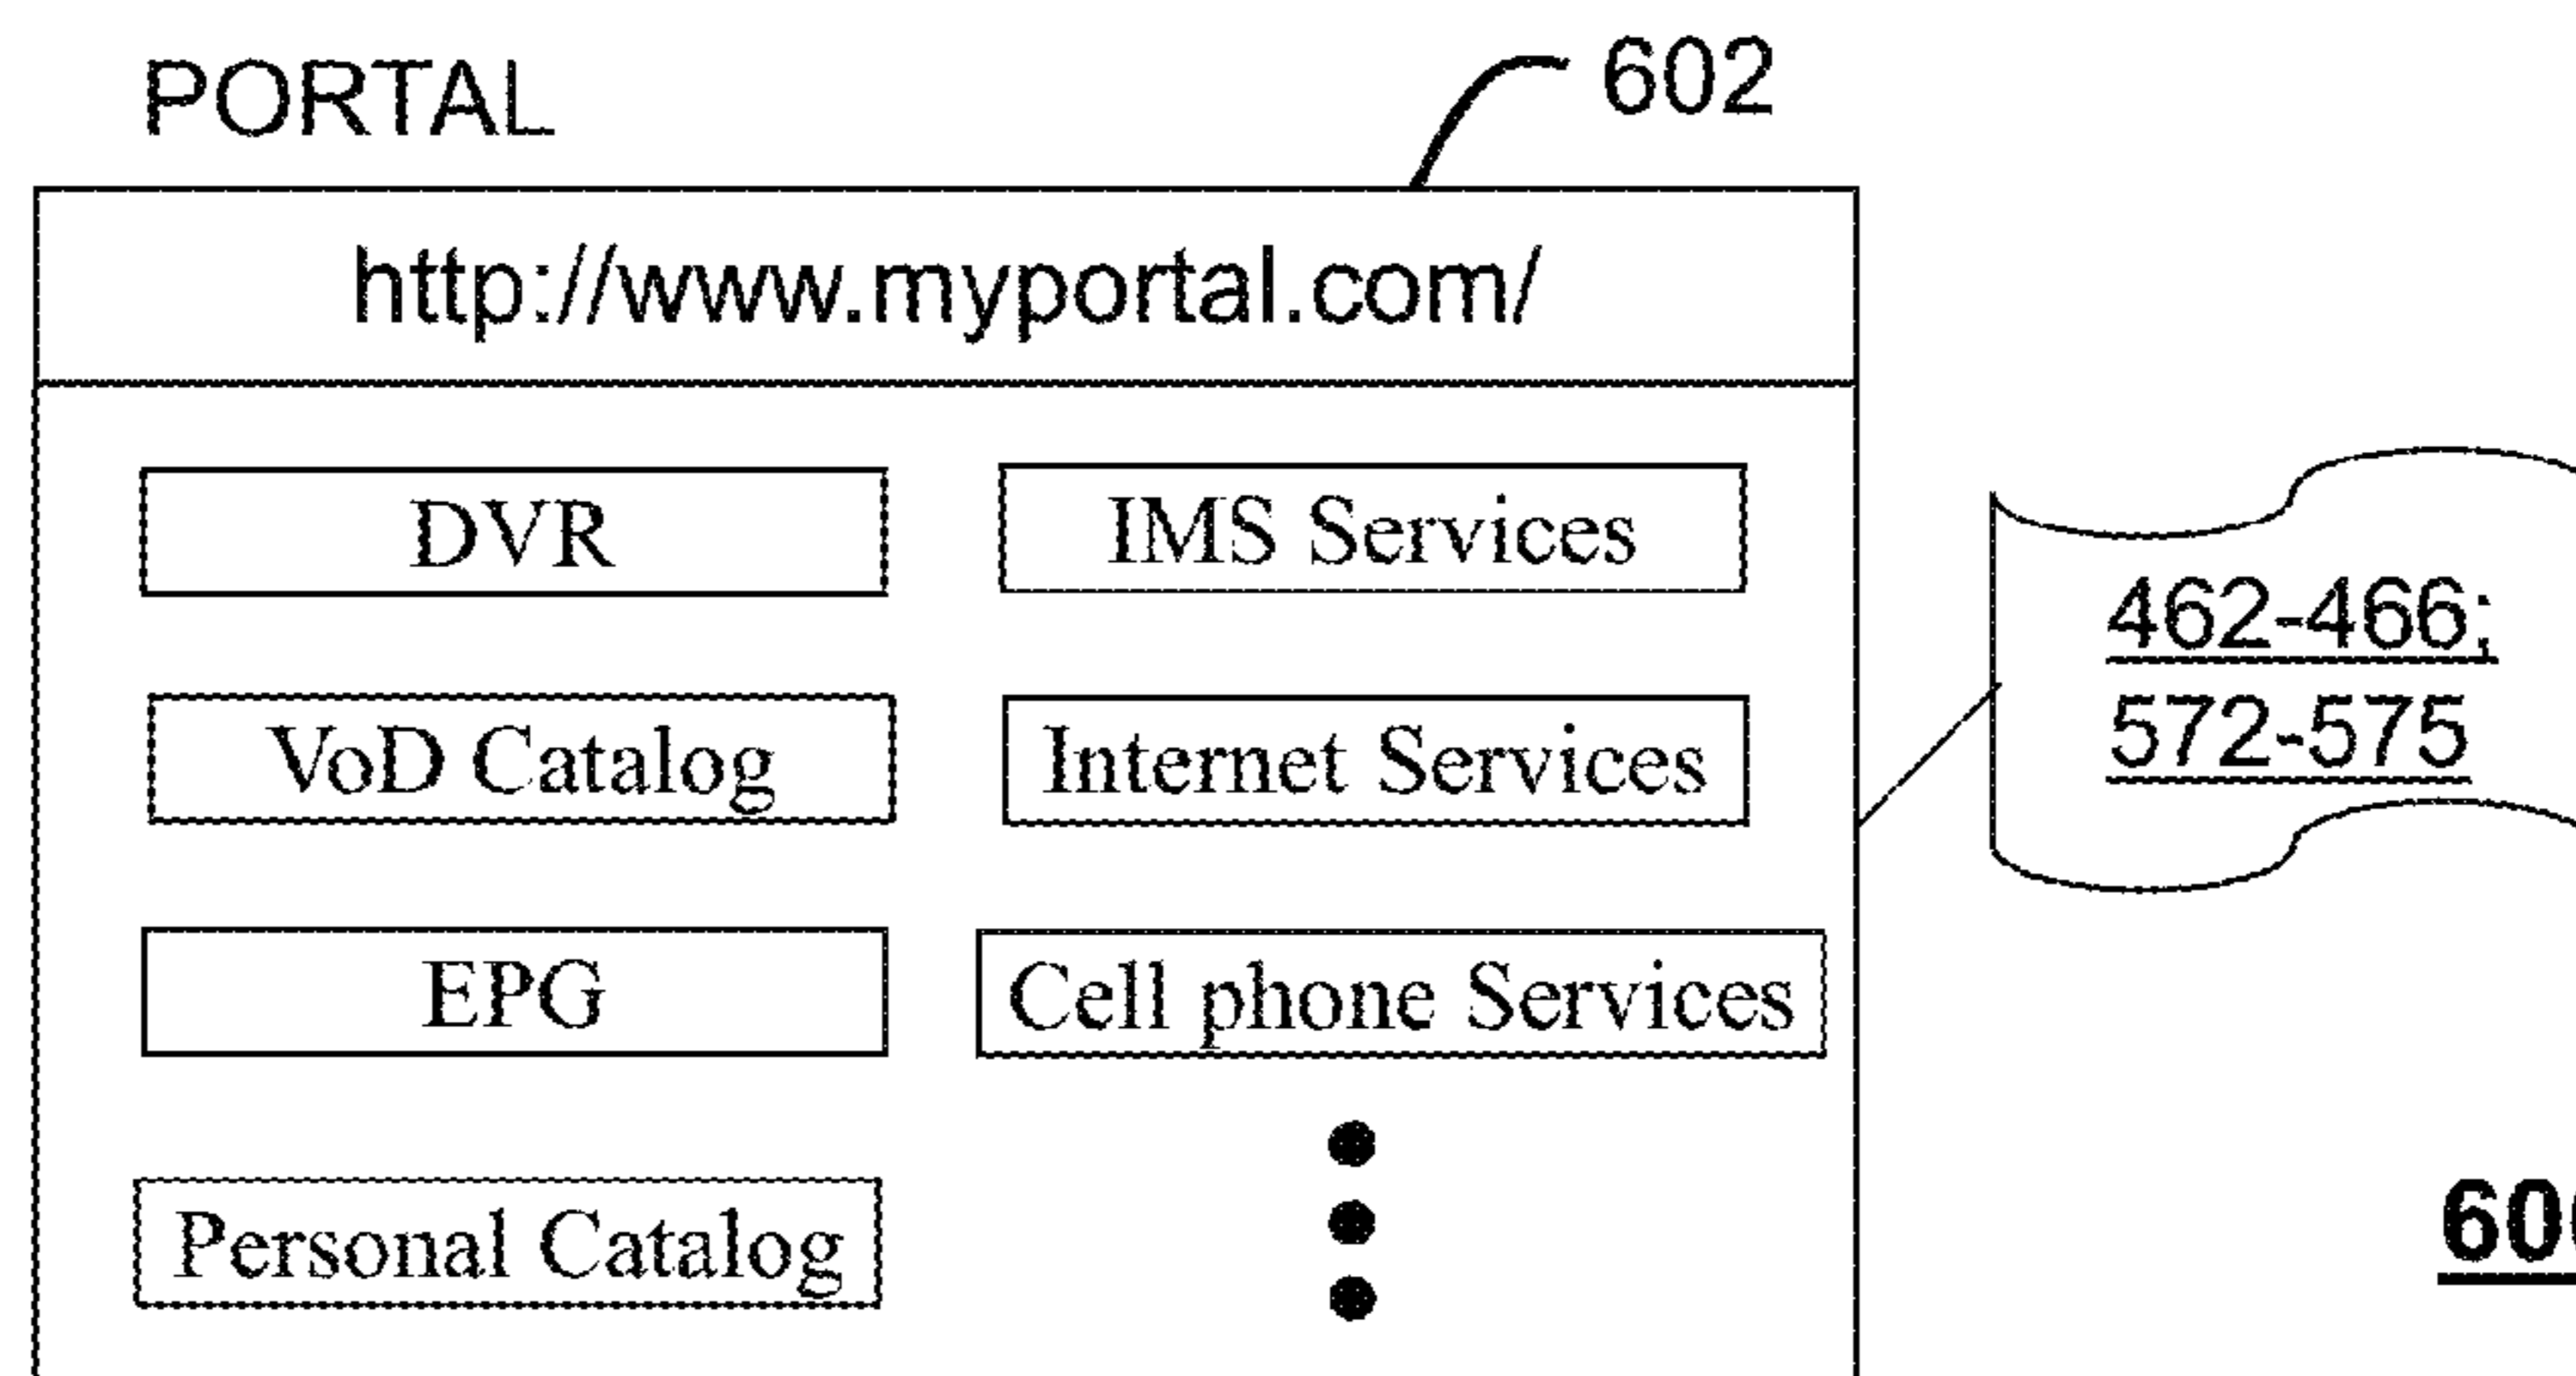 PORTAL
602
http://www.myportal.com/
DVR
IMS Services
VoD Catalog
Internet Services
EPG
Cell phone Services
Personal Catalog
462-466;
572-575